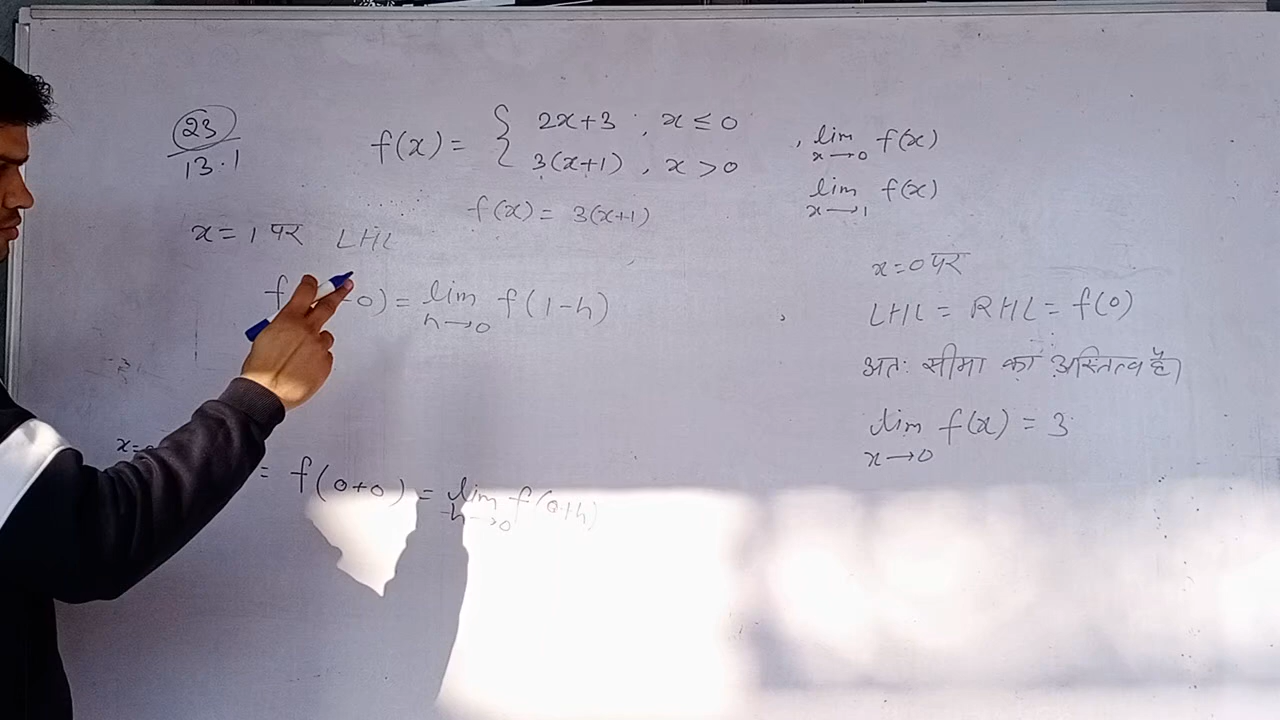 23
13.1
f(x) = { 2x+3 , x ≤ 0
3(x+1) , x > 0
, lim x→0 f(x)
lim x→1 f(x)
f(x) = 3(x+1)
x = 1 पर LHL
f( -0) = lim h→0 f(1-h)
x=
= f(0+0) = lim h→0 f(0+h)
x=0 पर
LHL = RHL = f(0)
अतः सीमा का अस्तित्व है।
lim x→0 f(x) = 3